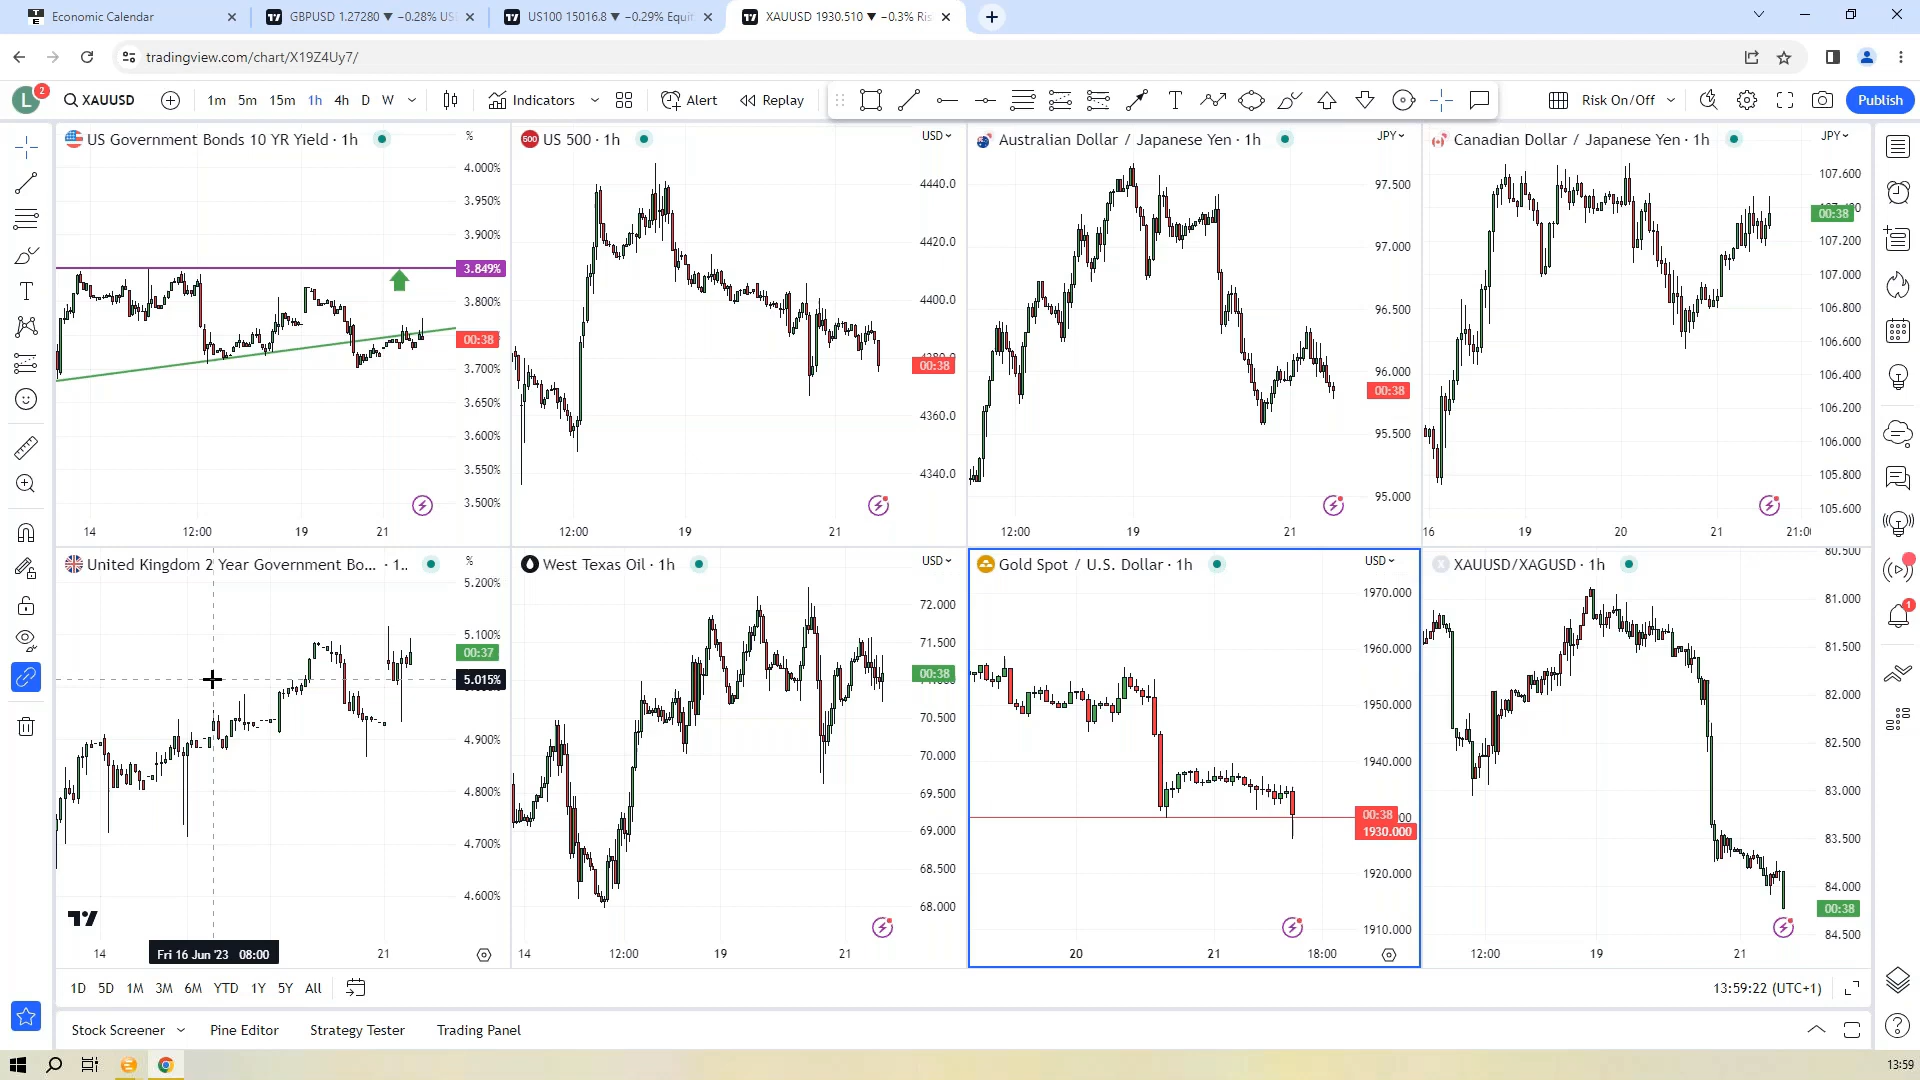 Economic Calendar
GBPUSD 1.27280 ▼ −0.28% US
US100 15016.8 ▼ −0.29% Equit
XAUUSD 1930.510 ▼ −0.3% Ris
tradingview.com/chart/X19Z4Uy7/
L 2 XAUUSD 1m 5m 15m 1h 4h D W Indicators Alert Replay T Risk On/Off Publish
US Government Bonds 10 YR Yield · 1h
%
4.000%
3.950%
3.900%
3.849%
3.800%
00:38
3.700%
3.650%
3.600%
3.550%
3.500%
14 12:00 19 21
500 US 500 · 1h
USD
4440.0
4420.0
4400.0
00:38
4360.0
4340.0
12:00 19 21
Australian Dollar / Japanese Yen · 1h
JPY
97.500
97.000
96.500
96.000
00:38
95.500
95.000
12:00 19 21
Canadian Dollar / Japanese Yen · 1h
JPY
107.600
00:38
107.200
107.000
106.800
106.600
106.400
106.200
106.000
105.800
105.600
16 19 20 21 21:0
United Kingdom 2 Year Government Bo... · 1..
%
5.200%
5.100%
00:37
5.015%
4.900%
4.800%
4.700%
4.600%
14 Fri 16 Jun '23 08:00 21
West Texas Oil · 1h
USD
72.000
71.500
00:38
70.500
70.000
69.500
69.000
68.500
68.000
14 12:00 19 21
Gold Spot / U.S. Dollar · 1h
USD
1970.000
1960.000
1950.000
1940.000
00:38
1930.000
1920.000
1910.000
20 21 18:00
X XAUUSD/XAGUSD · 1h
80.500
81.000
81.500
82.000
82.500
83.000
83.500
84.000
00:38
84.500
12:00 19 21
1
1D 5D 1M 3M 6M YTD 1Y 5Y All
13:59:22 (UTC+1)
Stock Screener Pine Editor Strategy Tester Trading Panel
13:59